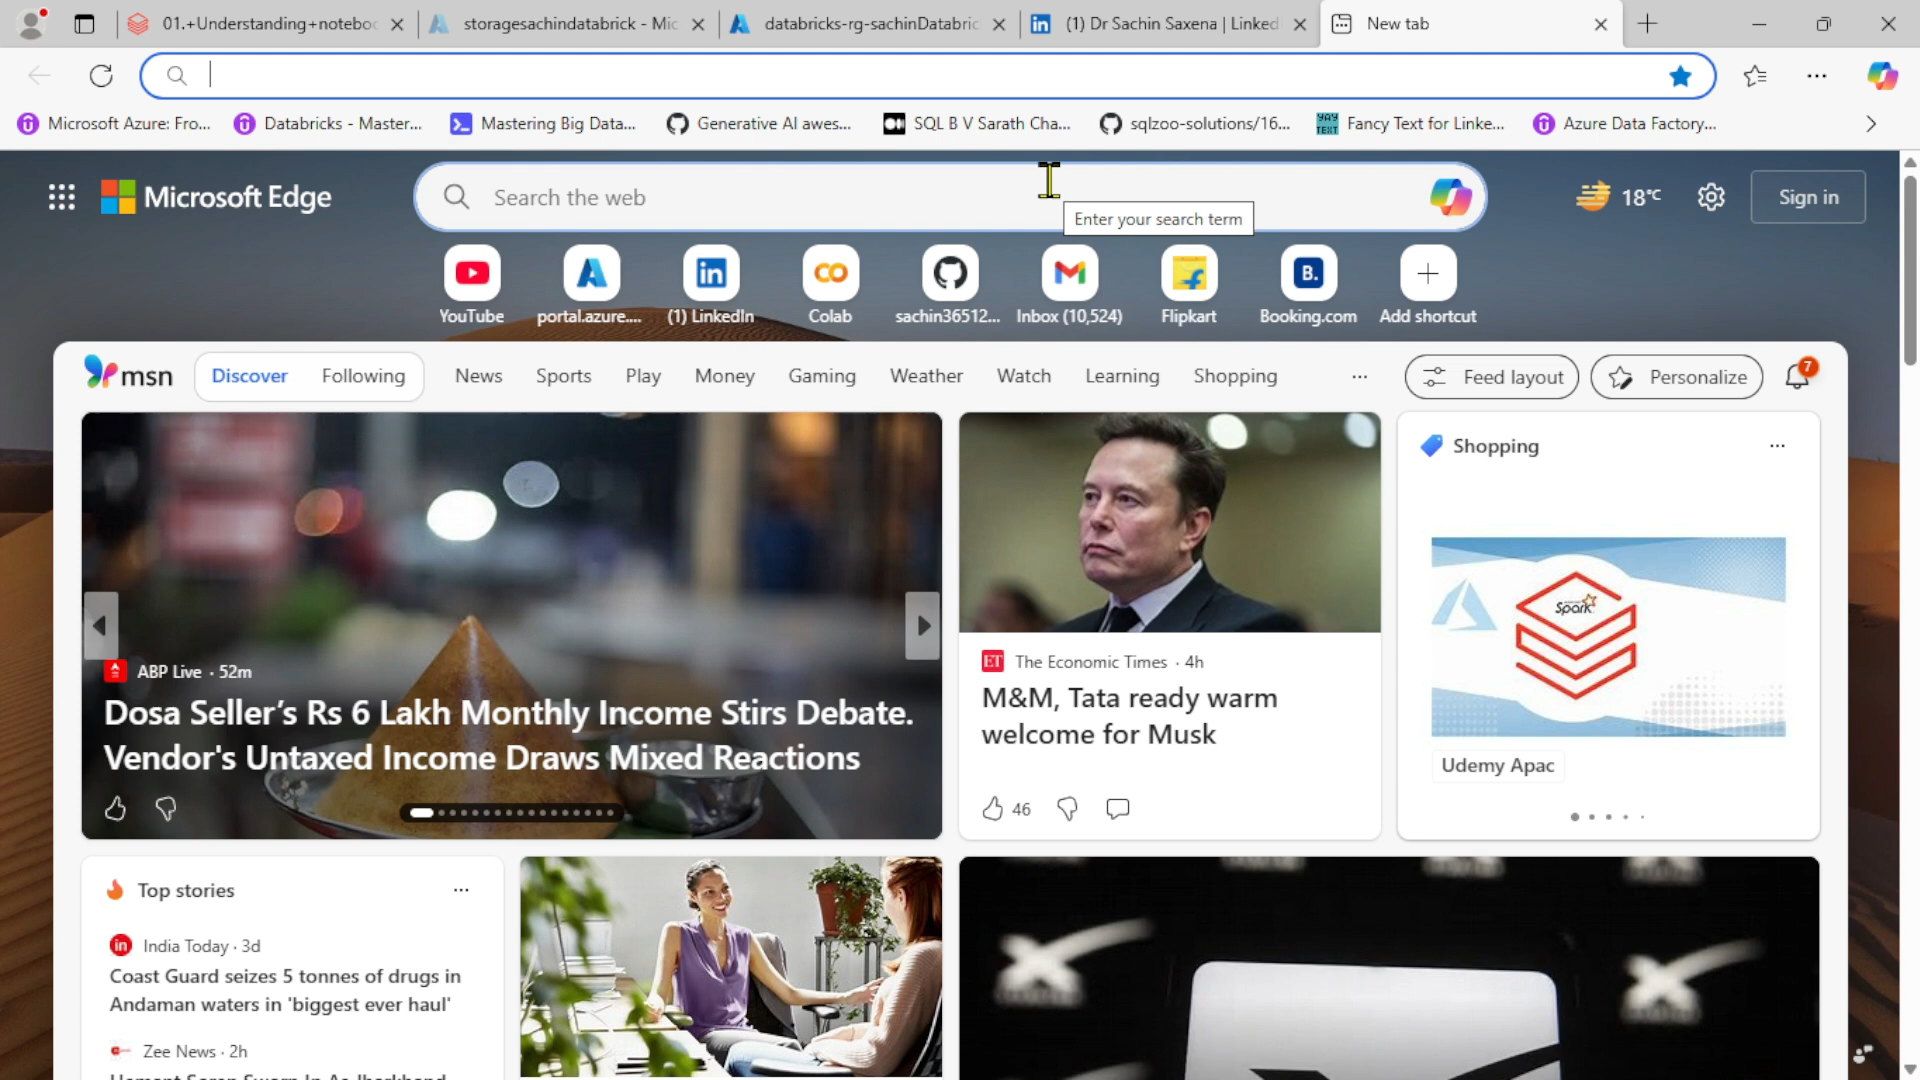 01.+Understanding+noteboo
storagesachindatabrick - Mic
databricks-rg-sachinDatabric
(1) Dr Sachin Saxena | Linked
New tab
Microsoft Azure: Fro...
Databricks - Master...
Mastering Big Data...
Generative AI awes...
SQL B V Sarath Cha...
sqlzoo-solutions/16...
YAY TEXT
Fancy Text for Linke...
Azure Data Factory...
Microsoft Edge
Search the web
Enter your search term
18°C
Sign in
YouTube
portal.azure....
(1) LinkedIn
Colab
sachin36512...
Inbox (10,524)
Flipkart
B.
Booking.com
Add shortcut
msn
Discover
Following
News
Sports
Play
Money
Gaming
Weather
Watch
Learning
Shopping
Feed layout
Personalize
7
ABP Live · 52m
Dosa Seller's Rs 6 Lakh Monthly Income Stirs Debate.
Vendor's Untaxed Income Draws Mixed Reactions
ET The Economic Times · 4h
M&M, Tata ready warm
welcome for Musk
46
Shopping
Spark
Udemy Apac
Top stories
India Today · 3d
Coast Guard seizes 5 tonnes of drugs in
Andaman waters in 'biggest ever haul'
Zee News · 2h